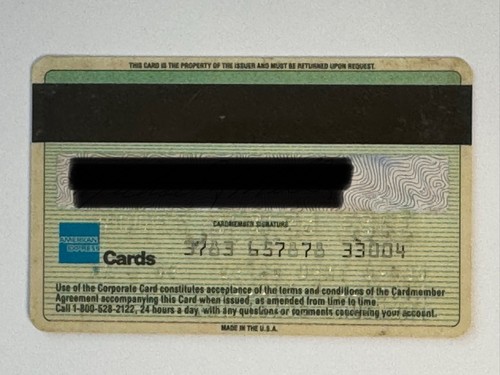 THIS CARD IS THE PROPERTY OF THE ISSUER AND MUST BE RETURNED UPON REQUEST.
CARDMEMBER SIGNATURE
AMERICAN
EXPRESS
Cards
33004
Use of the Corporate Card constitutes acceptance of the terms and conditions of the Cardmember
Agreement accompanying this Card when issued, as amended from time to time.
Call 1-800-528-2122, 24 hours a day, with any questions or comments concerning your account.
MADE IN THE U.S.A.